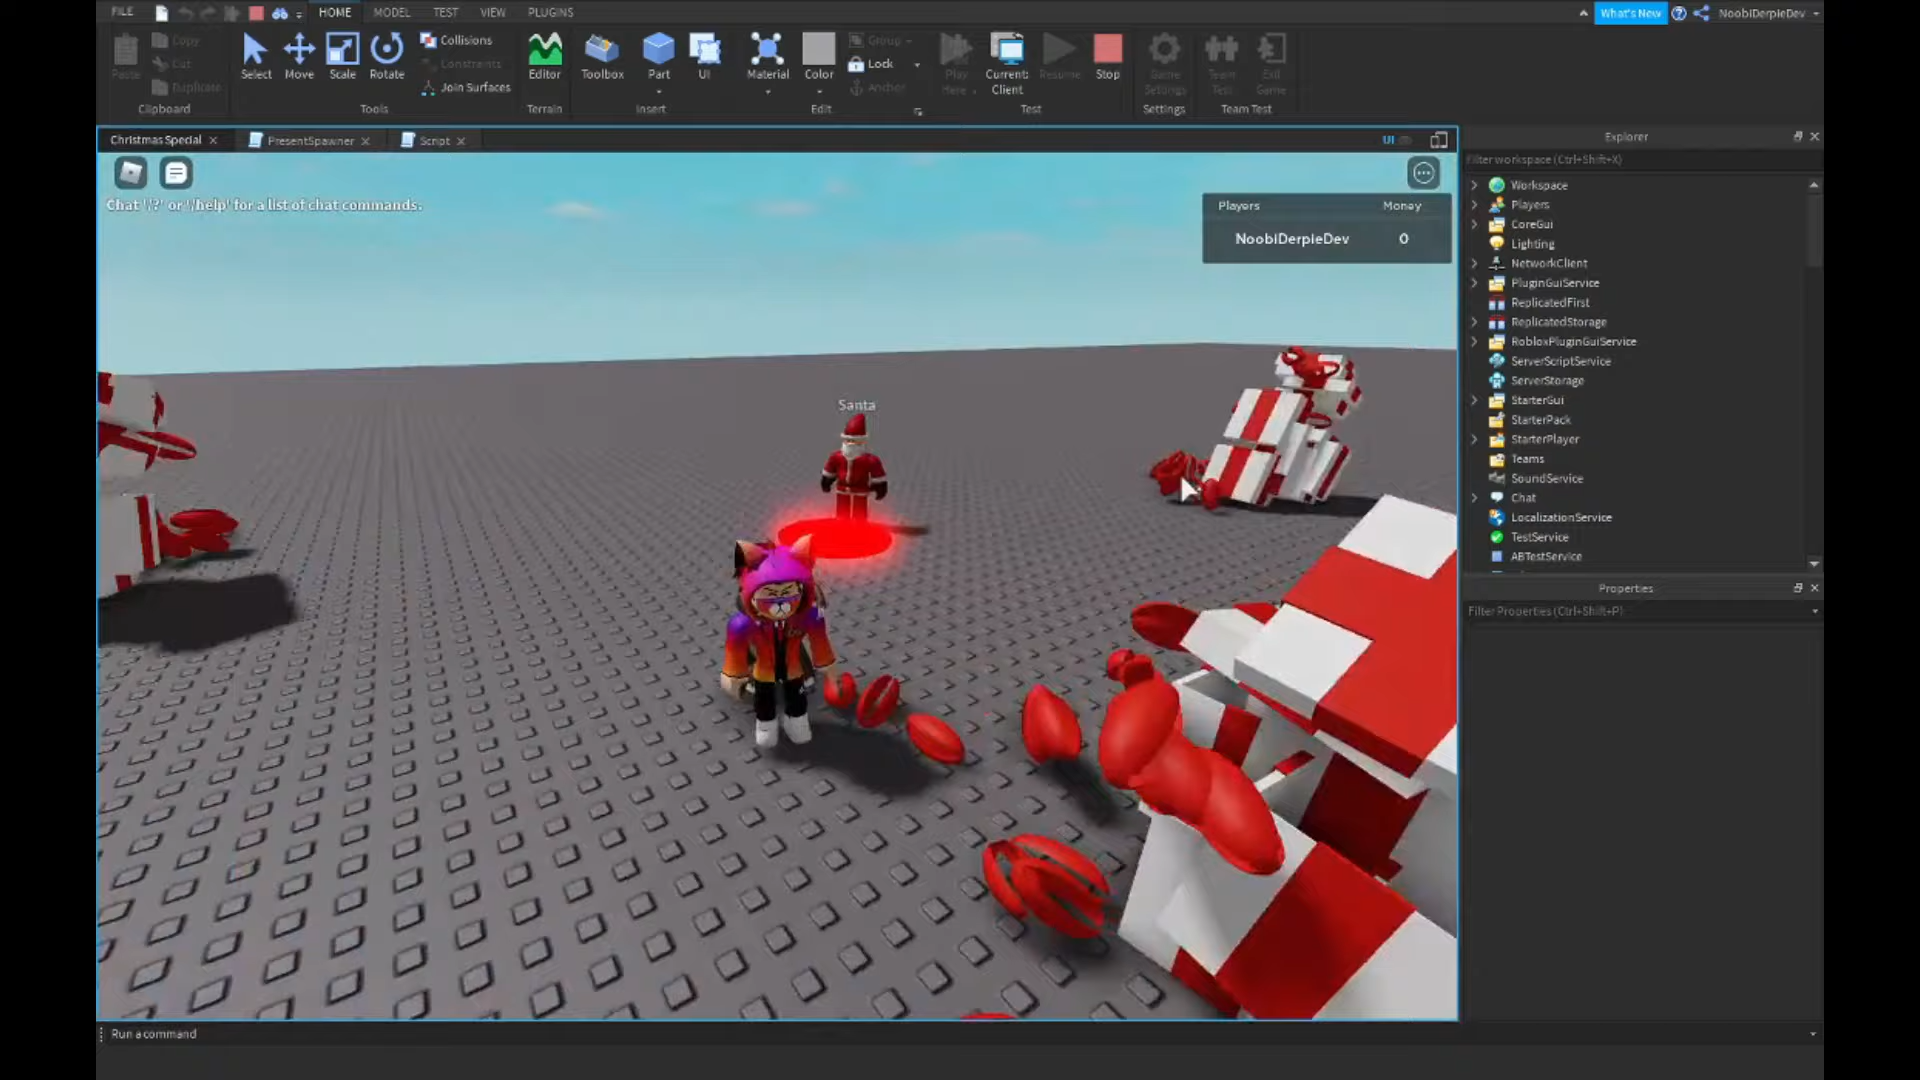 FILE HOME MODEL TEST VIEW PLUGINS What's New NoobiDerpieDev
Copy
Cut
Duplicate
Paste
Clipboard
Select Move Scale Rotate
Collisions
Constraints
Join Surfaces
Tools
Editor
Terrain
Toolbox Part UI
Insert
Material Color
Group
Lock
Anchor
Edit
Play Here
Current: Client
Resume
Stop
Test
Game Settings
Settings
Team Test
Exit Game
Team Test
Christmas Special PresentSpawner Script UI
Chat '/?' or '/help' for a list of chat commands.
Players Money
NoobiDerpieDev 0
Santa
Explorer
Filter workspace (Ctrl+Shift+X)
Workspace
Players
CoreGui
Lighting
NetworkClient
PluginGuiService
ReplicatedFirst
ReplicatedStorage
RobloxPluginGuiService
ServerScriptService
ServerStorage
StarterGui
StarterPack
StarterPlayer
Teams
SoundService
Chat
LocalizationService
TestService
ABTestService
Properties
Filter Properties (Ctrl+Shift+P)
Run a command